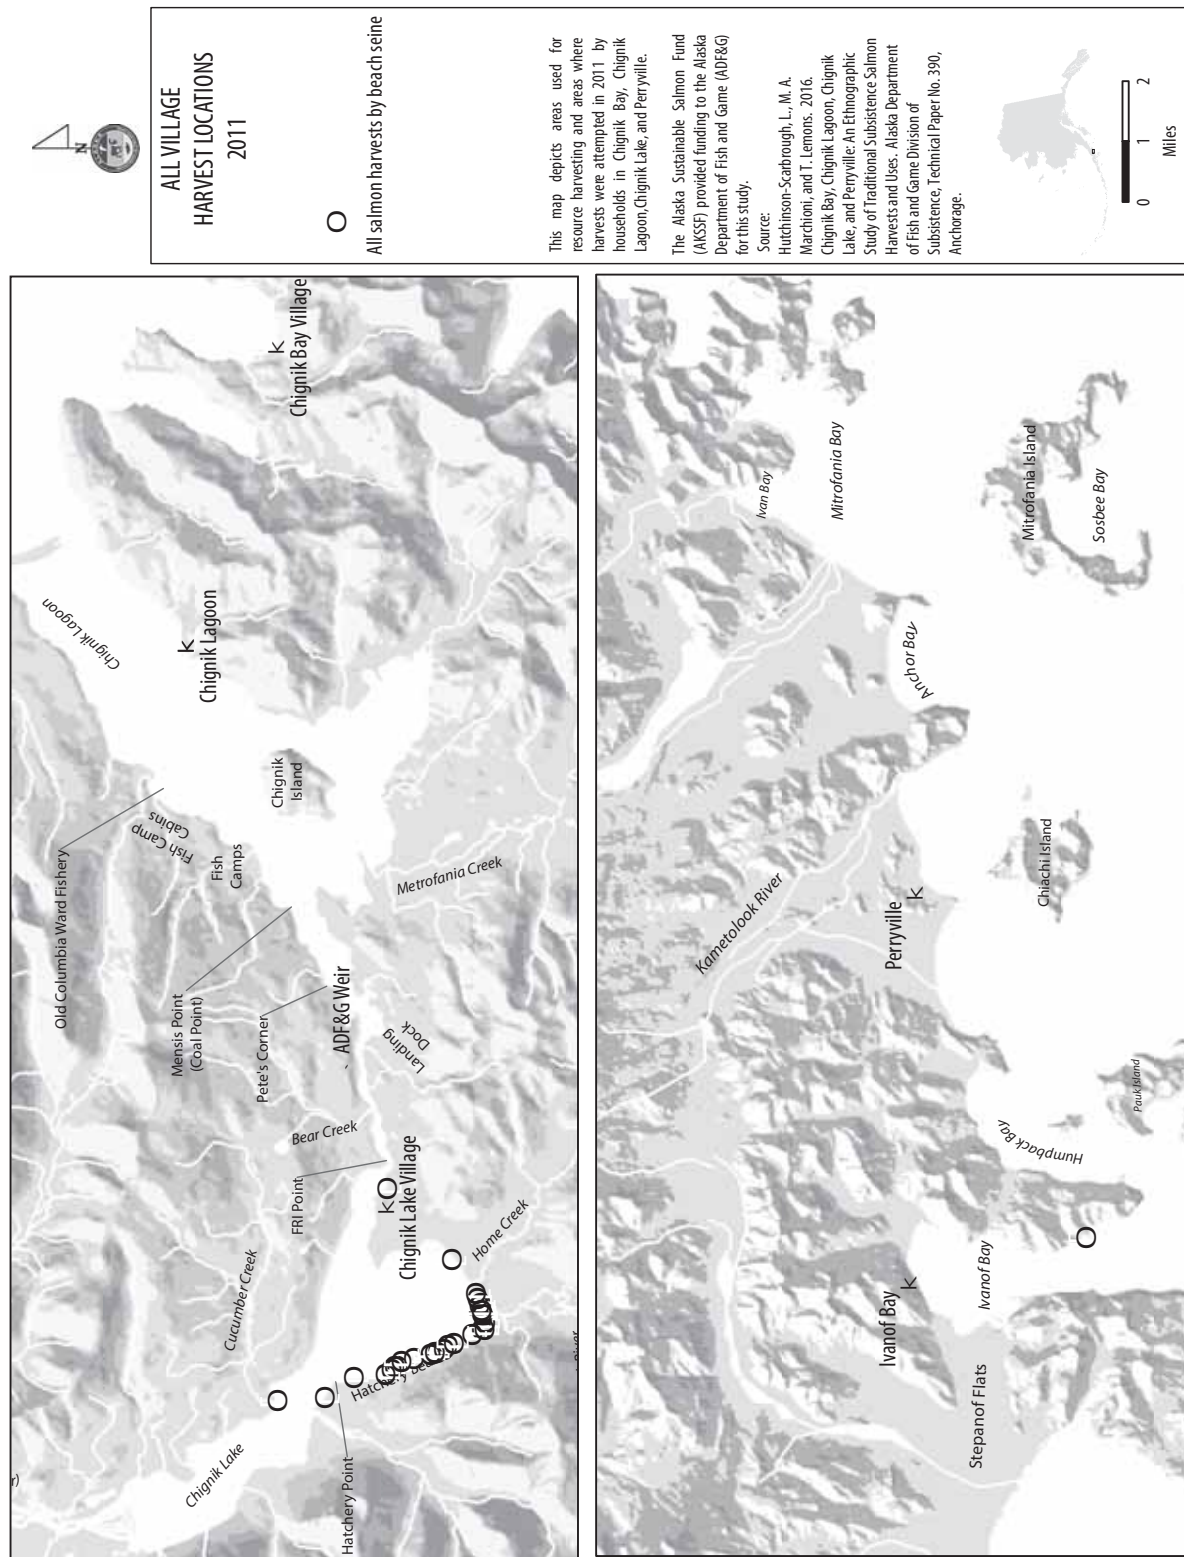 ALL VILLAGE
HARVEST LOCATIONS
2011
N
All salmon harvests by beach seine
This map depicts areas used for
resource harvesting and areas where
harvests were attempted in 2011 by
households in Chignik Bay, Chignik
Lagoon,Chignik Lake, and Perryville.
The Alaska Sustainable Salmon Fund
(AKSSF) provided funding to the Alaska
Department of Fish and Game (ADF&G)
for this study.
Source:
Hutchinson-Scarbrough, L., M. A.
Marchioni, and T. Lemons. 2016.
Chignik Bay, Chignik Lagoon, Chignik
Lake, and Perryville: An Ethnographic
Study of Traditional Subsistence Salmon
Harvests and Uses. Alaska Department
of Fish and Game Division of
Subsistence, Technical Paper No. 390,
Anchorage.
0 1 2
Miles
r)
Chignik Lake
Hatchery Point
Cucumber Creek
FRI Point
Bear Creek
k
Chignik Lake Village
Home Creek
Pete's Corner
Mensis Point
(Coal Point)
Old Columbia Ward Fishery
ADF&G Weir
Landing
Dock
Metrofania Creek
Fish Camp
Cabins
Fish
Camps
Chignik
Island
Chignik Lagoon
k
Chignik Lagoon
k
Chignik Bay Village
Stepanof Flats
Ivanof Bay
k
Ivanof Bay
Humpback Bay
Pauk Island
Kametolook River
Perryville
k
Chiachi Island
Anchor Bay
Ivan Bay
Mitrofania Bay
Mitrofania Island
Sosbee Bay